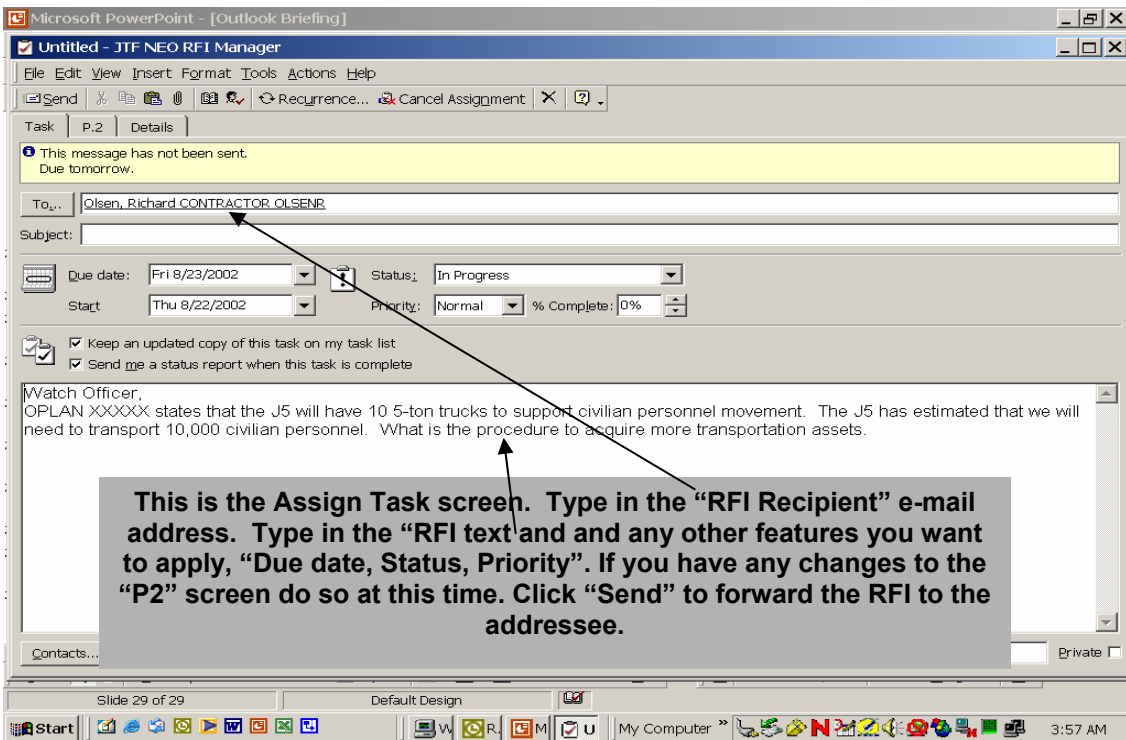 Microsoft PowerPoint - [Outlook Briefing]
Untitled - JTF NEO RFI Manager
File Edit View Insert Format Tools Actions Help
Send Recurrence... Cancel Assignment
Task P.2 Details
This message has not been sent.
Due tomorrow.
To... Olsen, Richard CONTRACTOR OLSENR
Subject:
Due date: Fri 8/23/2002 Status: In Progress
Start Thu 8/22/2002 Priority: Normal % Complete: 0%
Keep an updated copy of this task on my task list
Send me a status report when this task is complete
Watch Officer,
OPLAN XXXXX states that the J5 will have 10 5-ton trucks to support civilian personnel movement. The J5 has estimated that we will
need to transport 10,000 civilian personnel. What is the procedure to acquire more transportation assets.
This is the Assign Task screen. Type in the “RFI Recipient” e-mail
address. Type in the “RFI text and and any other features you want
to apply, “Due date, Status, Priority”. If you have any changes to the
“P2” screen do so at this time. Click “Send” to forward the RFI to the
addressee.
Contacts... Private
Slide 29 of 29 Default Design
Start W R. M U My Computer » 3:57 AM